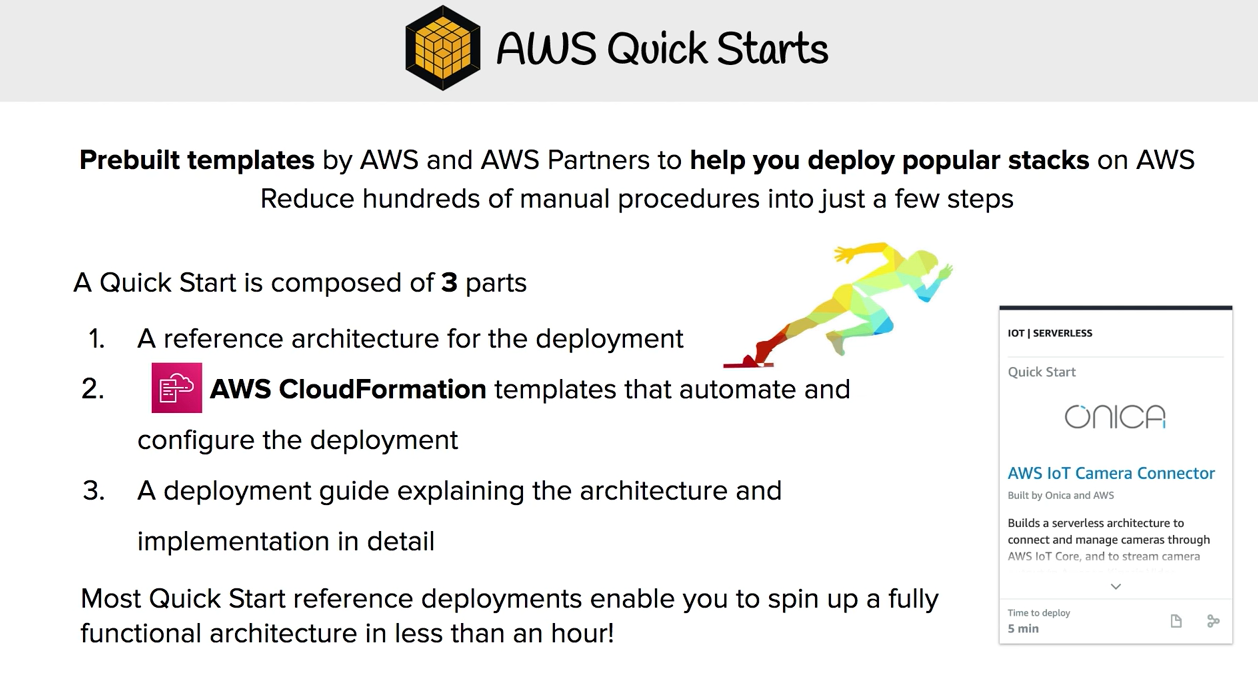 AWS Quick Starts
Prebuilt templates by AWS and AWS Partners to help you deploy popular stacks on AWS
Reduce hundreds of manual procedures into just a few steps
A Quick Start is composed of 3 parts
1. A reference architecture for the deployment
2. AWS CloudFormation templates that automate and
configure the deployment
3. A deployment guide explaining the architecture and
implementation in detail
Most Quick Start reference deployments enable you to spin up a fully
functional architecture in less than an hour!
IOT | SERVERLESS
Quick Start
ONICA
AWS IoT Camera Connector
Built by Onica and AWS
Builds a serverless architecture to
connect and manage cameras through
AWS IoT Core, and to stream camera
Time to deploy
5 min